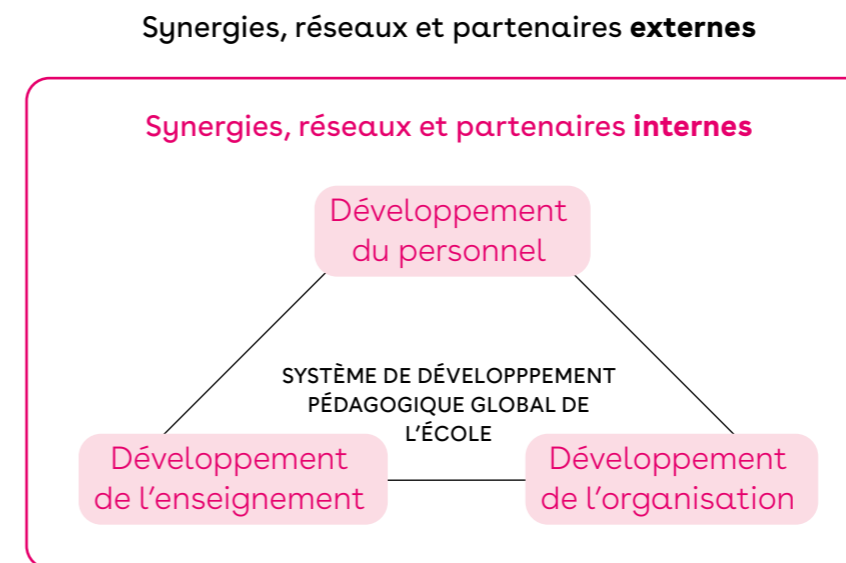 Synergies, réseaux et partenaires externes
Synergies, réseaux et partenaires internes
Développement
du personnel
SYSTÈME DE DÉVELOPPPEMENT
PÉDAGOGIQUE GLOBAL DE
L’ÉCOLE
Développement
de l’enseignement
Développement
de l’organisation